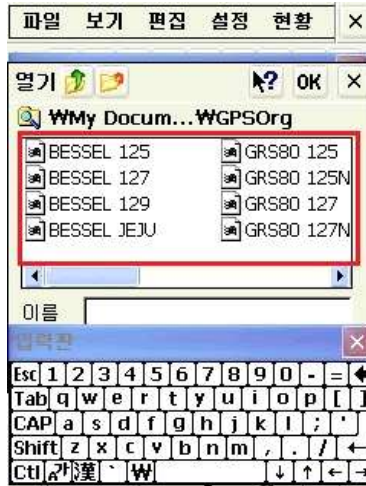 파일 보기 편집 설정 현황 ×
열기 ? OK ×
₩My Docum...₩GPSOrg
BESSEL 125 GRS80 125
BESSEL 127 GRS80 125N
BESSEL 129 GRS80 127
BESSEL JEJU GRS80 127N
이름
입력판 ×
Esc 1 2 3 4 5 6 7 8 9 0 - =
Tab q w e r t y u i o p [ ]
CAP a s d f g h j k l ; '
Shift z x c v b n m , . / ←
Ctl 漢 ` ₩ ↓ ↑ ← →